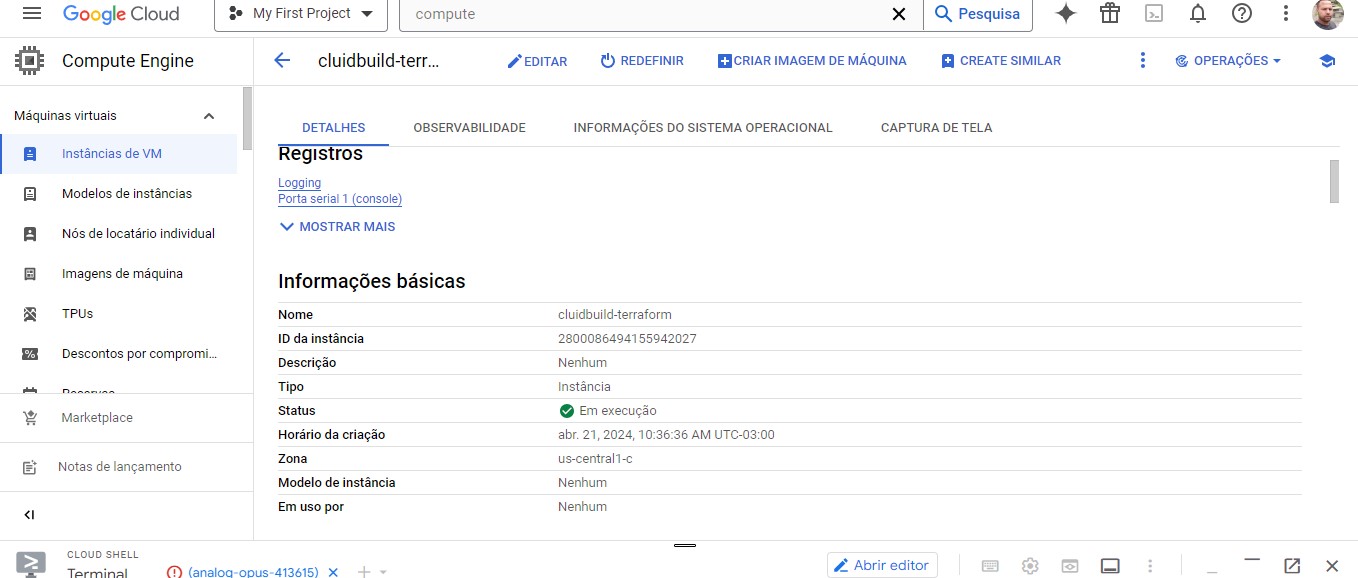 Google Cloud
My First Project
compute
Pesquisa
Compute Engine
cluidbuild-terr...
EDITAR
REDEFINIR
CRIAR IMAGEM DE MÁQUINA
CREATE SIMILAR
OPERAÇÕES
Máquinas virtuais
Instâncias de VM
Modelos de instâncias
Nós de locatário individual
Imagens de máquina
TPUs
Descontos por compromi...
Reservas
Marketplace
Notas de lançamento
DETALHES
OBSERVABILIDADE
INFORMAÇÕES DO SISTEMA OPERACIONAL
CAPTURA DE TELA
Registros
Logging
Porta serial 1 (console)
MOSTRAR MAIS
Informações básicas
Nome cluidbuild-terraform
ID da instância 2800086494155942027
Descrição Nenhum
Tipo Instância
Status Em execução
Horário da criação abr. 21, 2024, 10:36:36 AM UTC-03:00
Zona us-central1-c
Modelo de instância Nenhum
Em uso por Nenhum
CLOUD SHELL
Terminal
(analog-opus-413615)
Abrir editor